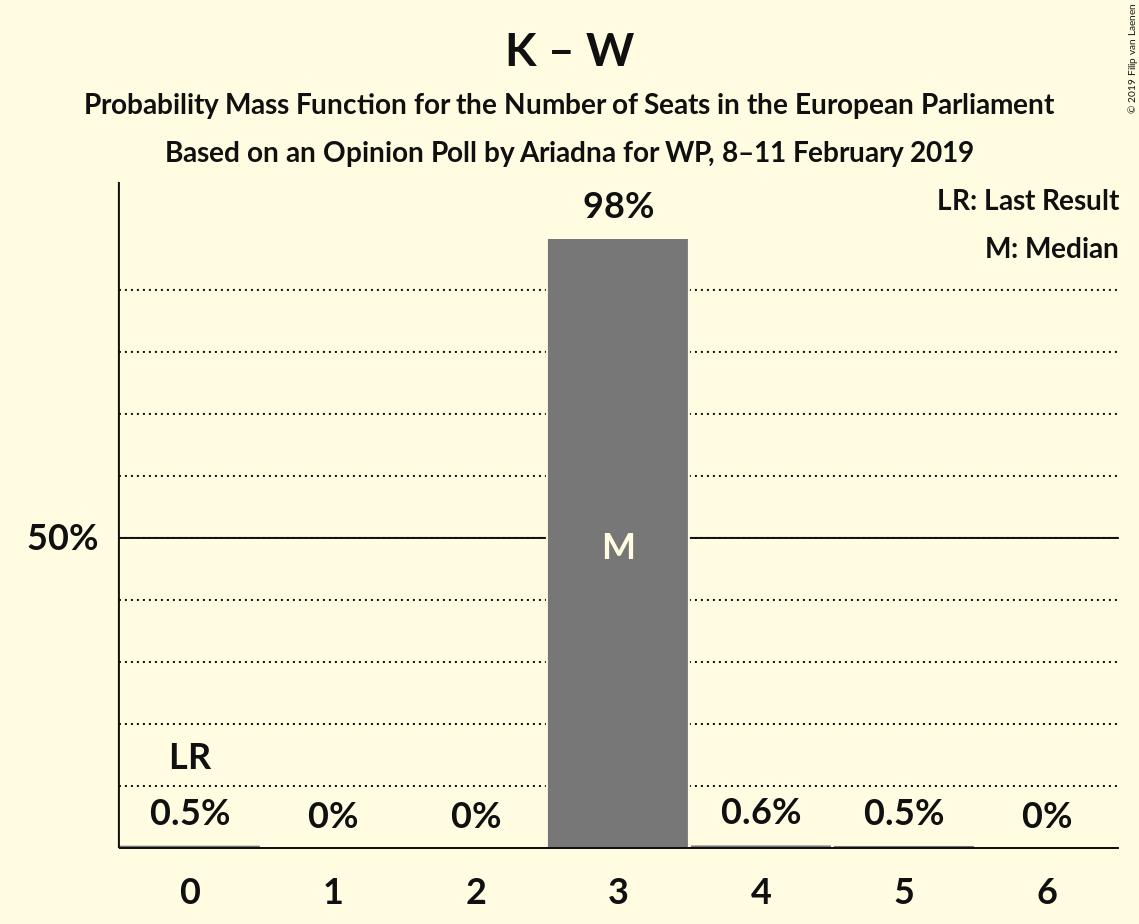 K – W
Probability Mass Function for the Number of Seats in the European Parliament
Based on an Opinion Poll by Ariadna for WP, 8–11 February 2019
© 2019 Filip van Laenen
LR: Last Result
M: Median
98%
50%
M
LR
0.5%
0%
0%
0.6%
0.5%
0%
0 1 2 3 4 5 6